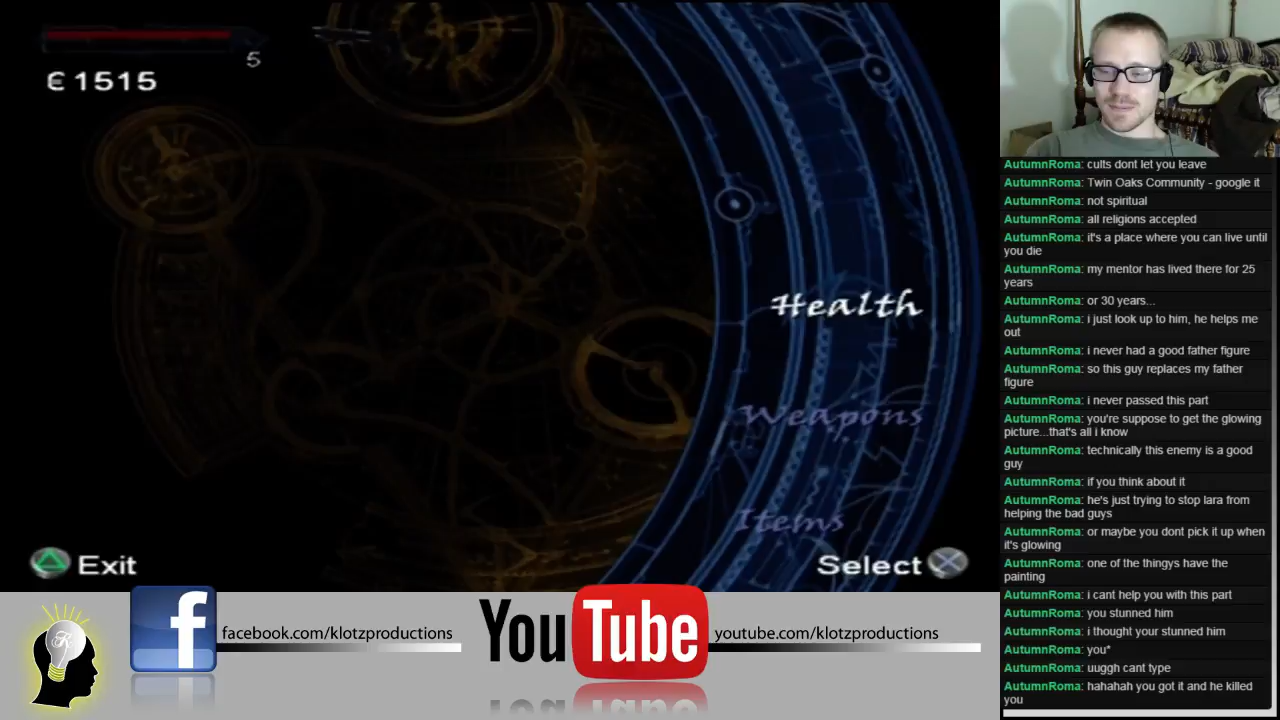 5
€ 1515
Health
Weapons
Items
Exit
Select
f
facebook.com/klotzproductions
YouTube
youtube.com/klotzproductions
AutumnRoma: cults dont let you leave
AutumnRoma: Twin Oaks Community - google it
AutumnRoma: not spiritual
AutumnRoma: all religions accepted
AutumnRoma: it's a place where you can live until
you die
AutumnRoma: my mentor has lived there for 25
years
AutumnRoma: or 30 years...
AutumnRoma: i just look up to him, he helps me
out
AutumnRoma: i never had a good father figure
AutumnRoma: so this guy replaces my father
figure
AutumnRoma: i never passed this part
AutumnRoma: you're suppose to get the glowing
picture...that's all i know
AutumnRoma: technically this enemy is a good
guy
AutumnRoma: if you think about it
AutumnRoma: he's just trying to stop lara from
helping the bad guys
AutumnRoma: or maybe you dont pick it up when
it's glowing
AutumnRoma: one of the thingys have the
painting
AutumnRoma: i cant help you with this part
AutumnRoma: you stunned him
AutumnRoma: i thought your stunned him
AutumnRoma: you*
AutumnRoma: uuggh cant type
AutumnRoma: hahahah you got it and he killed
you